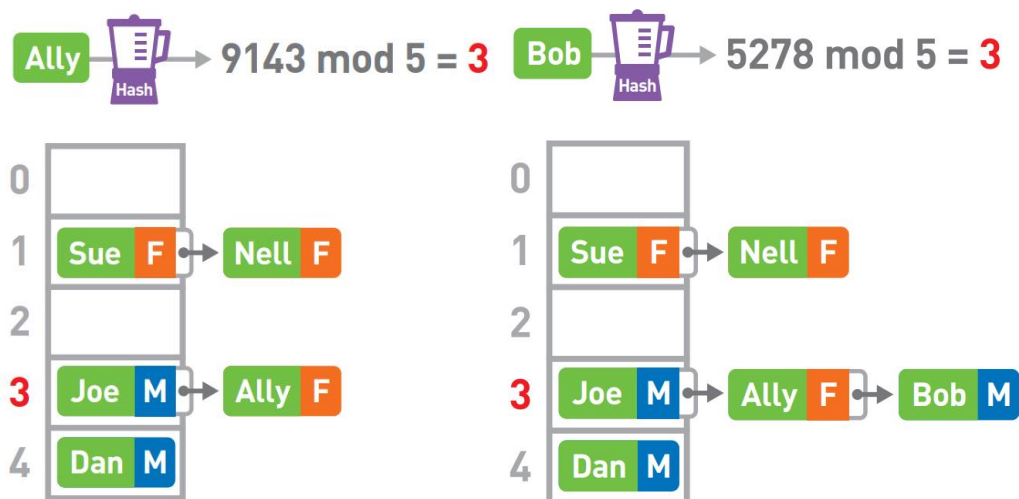 Ally Hash 9143 mod 5 = 3
0
1 Sue F Nell F
2
3 Joe M Ally F
4 Dan M
Bob Hash 5278 mod 5 = 3
0
1 Sue F Nell F
2
3 Joe M Ally F Bob M
4 Dan M